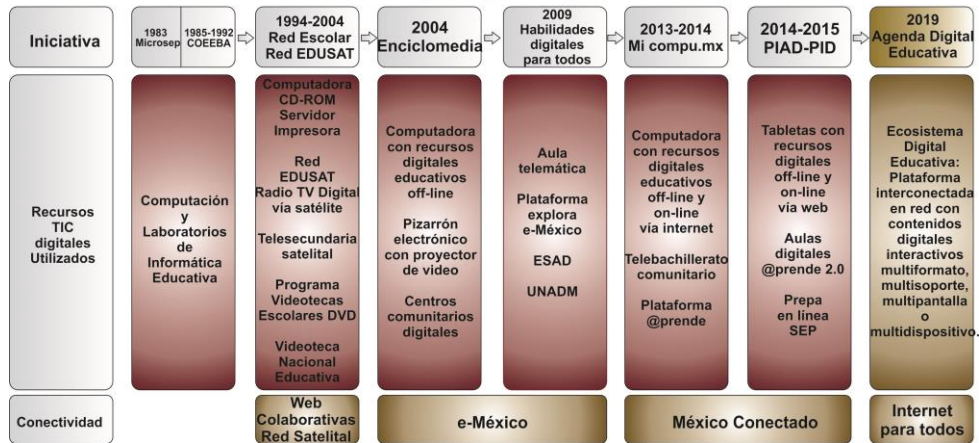 Iniciativa
1983
Microsep
1985-1992
COEEBA
1994-2004
Red Escolar
Red EDUSAT
2004
Enciclomedia
2009
Habilidades
digitales
para todos
2013-2014
Mi compu.mx
2014-2015
PIAD-PID
2019
Agenda Digital
Educativa
Recursos
TIC
digitales
Utilizados
Computación
y
Laboratorios
de
Informática
Educativa
Computadora
CD-ROM
Servidor
Impresora
Red
EDUSAT
Radio TV Digital
vía satélite
Telesecundaria
satelital
Programa
Videotecas
Escolares DVD
Videoteca
Nacional
Educativa
Computadora
con recursos
digitales
educativos
off-line
Pizarrón
electrónico
con proyector
de video
Centros
comunitarios
digitales
Aula
telemática
Plataforma
explora
e-México
ESAD
UNADM
Computadora
con recursos
digitales
educativos
off-line y
on-line
vía internet
Telebachillerato
comunitario
Plataforma
@prende
Tabletas con
recursos
digitales
off-line y
on-line
vía web
Aulas
digitales
@prende 2.0
Prepa
en línea
SEP
Ecosistema
Digital
Educativa:
Plataforma
interconectada
en red con
contenidos
digitales
interactivos
multiformato,
multisoporte,
multipantalla
o
multidispositivo.
Conectividad
Web
Colaborativas
Red Satelital
e-México
México Conectado
Internet
para todos